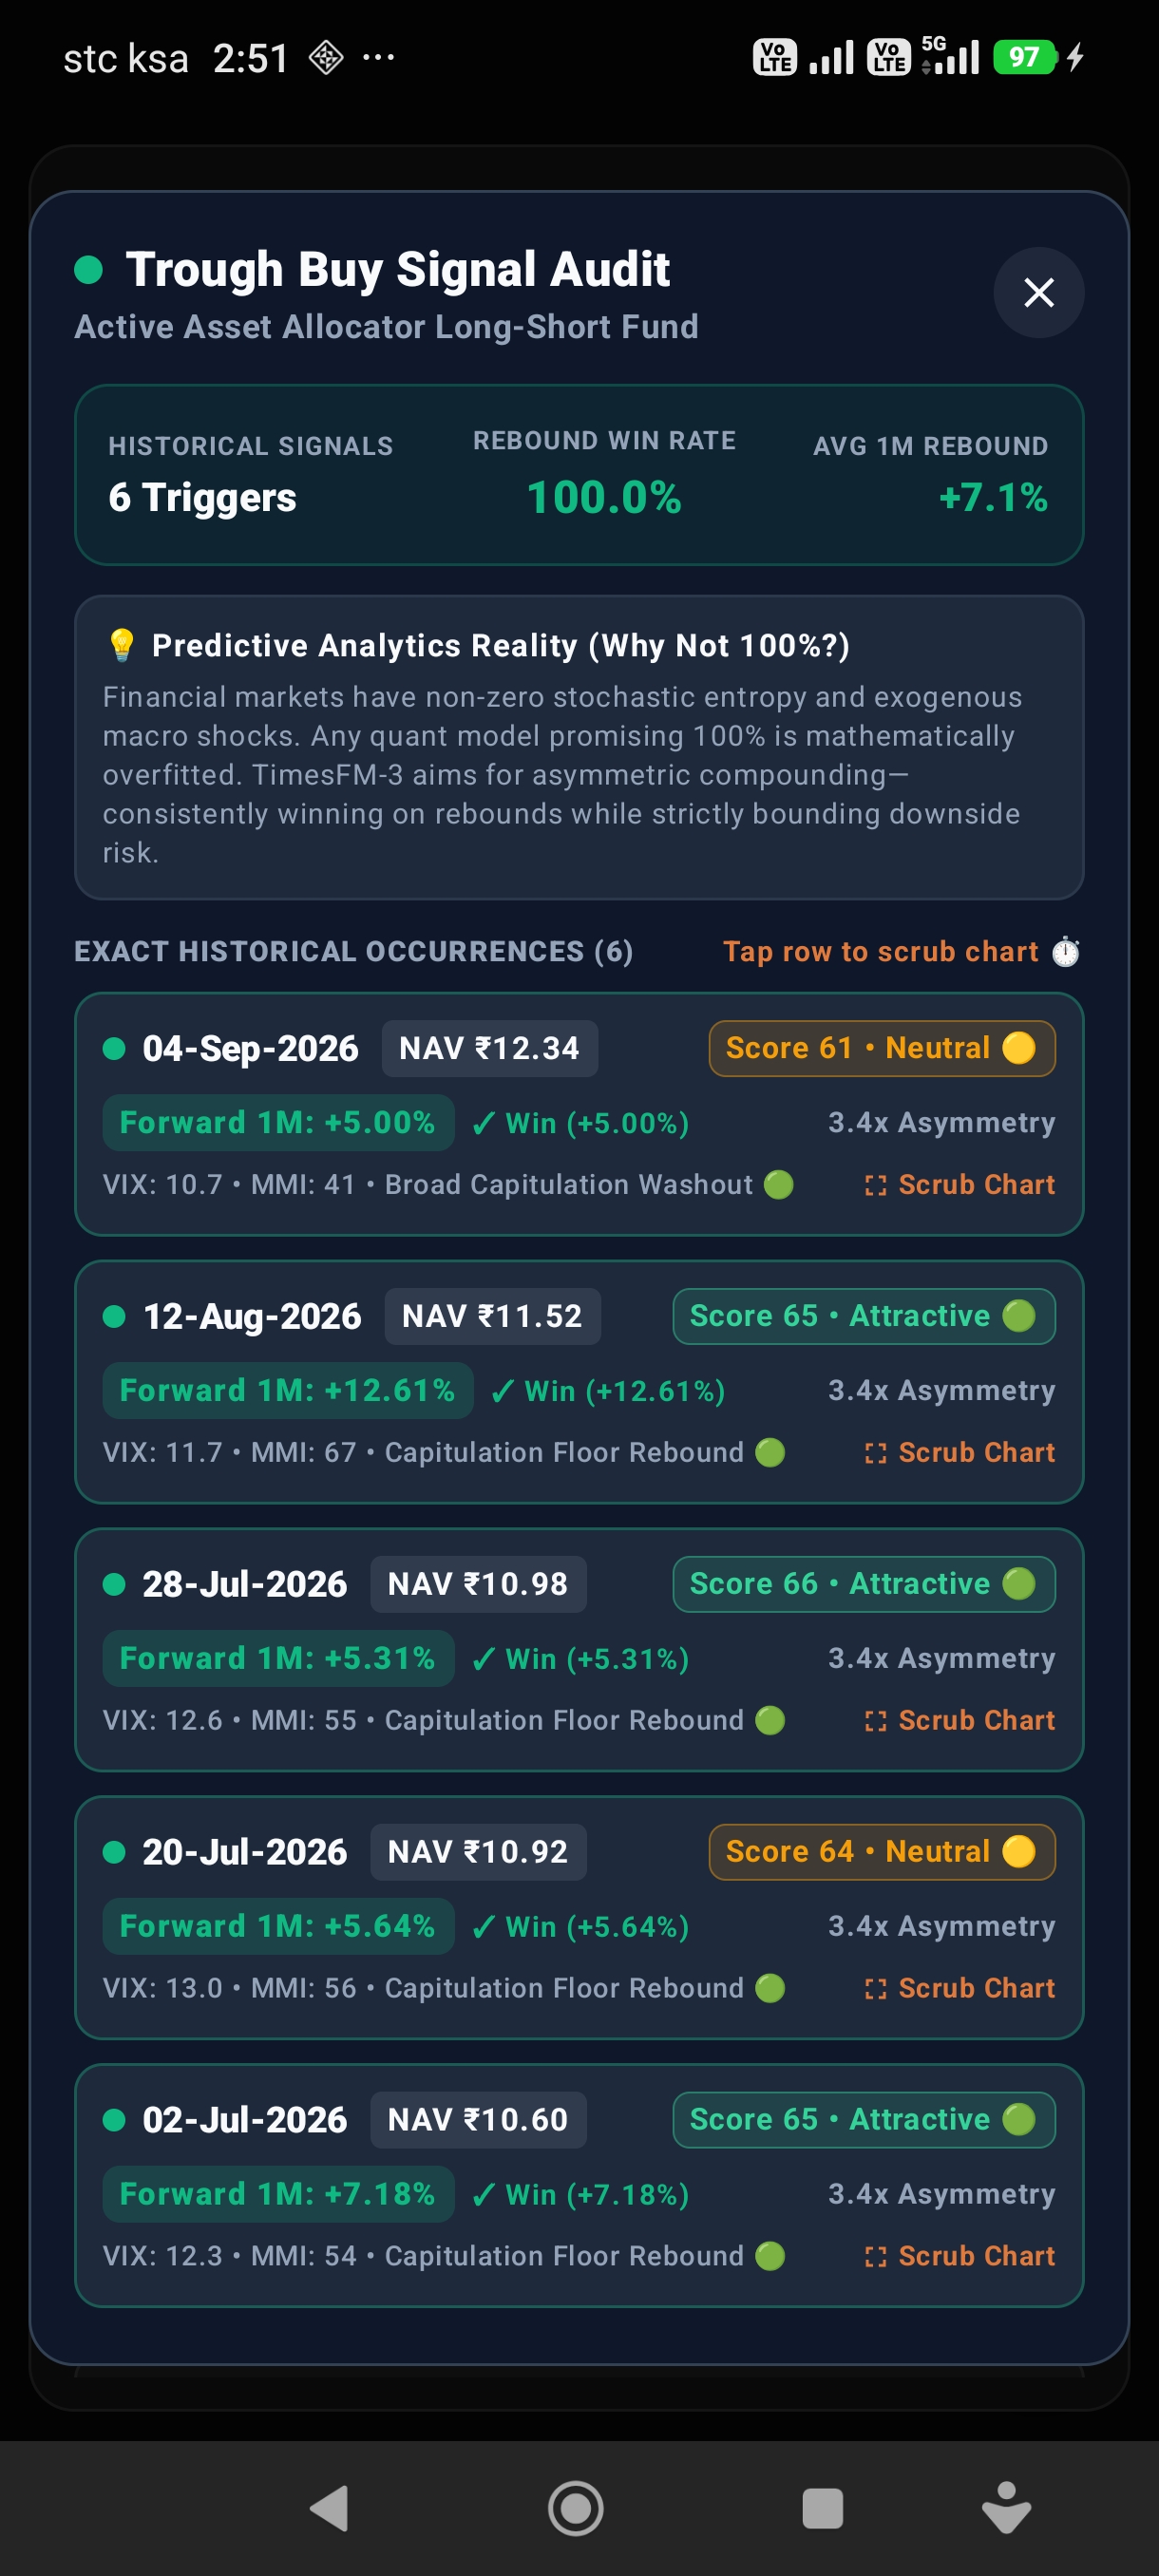 stc ksa 2:51 ...
Vo LTE Vo LTE 5G 97
Trough Buy Signal Audit
Active Asset Allocator Long-Short Fund
HISTORICAL SIGNALS REBOUND WIN RATE AVG 1M REBOUND
6 Triggers 100.0% +7.1%
💡 Predictive Analytics Reality (Why Not 100%?)
Financial markets have non-zero stochastic entropy and exogenous
macro shocks. Any quant model promising 100% is mathematically
overfitted. TimesFM-3 aims for asymmetric compounding—
consistently winning on rebounds while strictly bounding downside
risk.
EXACT HISTORICAL OCCURRENCES (6) Tap row to scrub chart ⏱️
04-Sep-2026 NAV ₹12.34 Score 61 • Neutral 🟡
Forward 1M: +5.00% ✓ Win (+5.00%) 3.4x Asymmetry
VIX: 10.7 • MMI: 41 • Broad Capitulation Washout 🟢 Scrub Chart
12-Aug-2026 NAV ₹11.52 Score 65 • Attractive 🟢
Forward 1M: +12.61% ✓ Win (+12.61%) 3.4x Asymmetry
VIX: 11.7 • MMI: 67 • Capitulation Floor Rebound 🟢 Scrub Chart
28-Jul-2026 NAV ₹10.98 Score 66 • Attractive 🟢
Forward 1M: +5.31% ✓ Win (+5.31%) 3.4x Asymmetry
VIX: 12.6 • MMI: 55 • Capitulation Floor Rebound 🟢 Scrub Chart
20-Jul-2026 NAV ₹10.92 Score 64 • Neutral 🟡
Forward 1M: +5.64% ✓ Win (+5.64%) 3.4x Asymmetry
VIX: 13.0 • MMI: 56 • Capitulation Floor Rebound 🟢 Scrub Chart
02-Jul-2026 NAV ₹10.60 Score 65 • Attractive 🟢
Forward 1M: +7.18% ✓ Win (+7.18%) 3.4x Asymmetry
VIX: 12.3 • MMI: 54 • Capitulation Floor Rebound 🟢 Scrub Chart